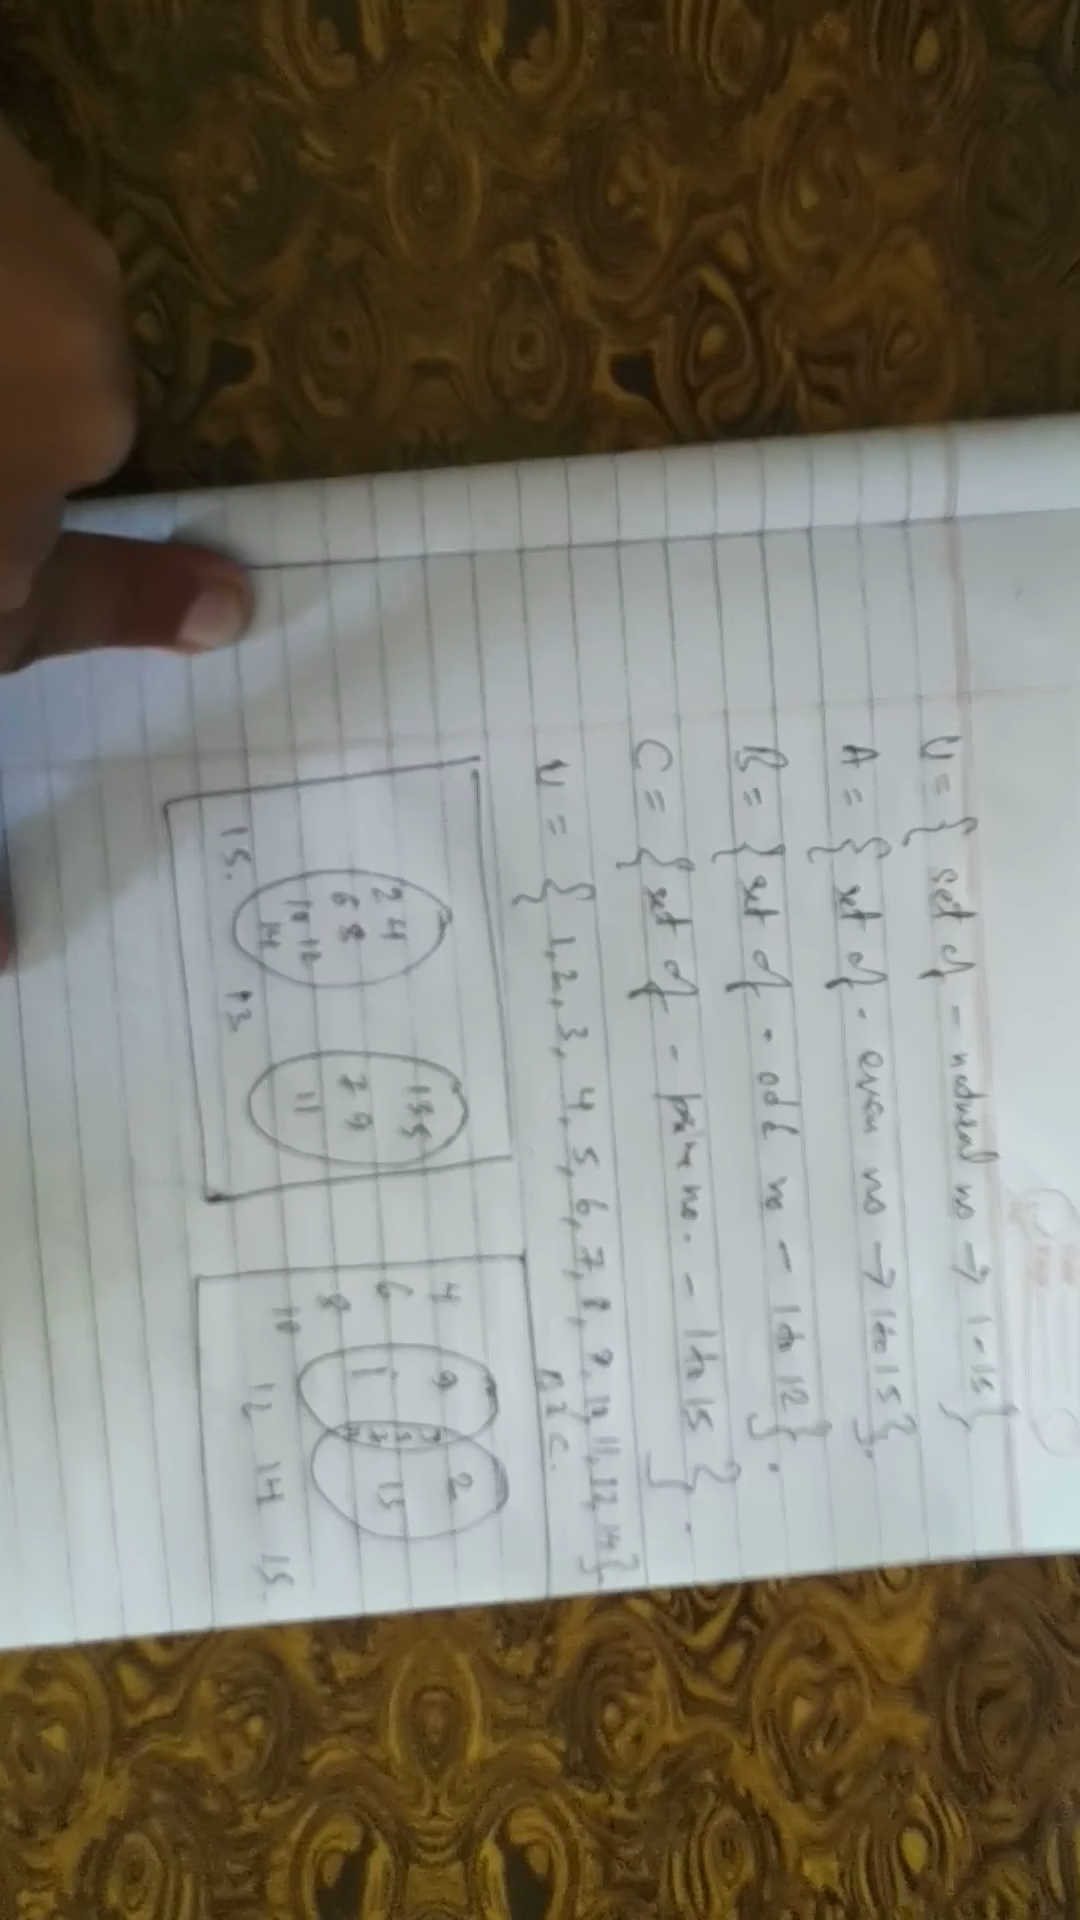 U = { set of - natural no → 1-15}
A = { set of - even no → 1 to 15}.
B = { set of - odd no - 1 to 12}.
C = { set of - prime no. - 1 to 15 }.
U = { 1, 2, 3, 4, 5, 6, 7, 8, 9, 10, 11, 12, 14}
2 4
6 8
10 12
14
1 3 5
7 9
11
15. 13
4
6
8
10
9
1
2
12 14 15.